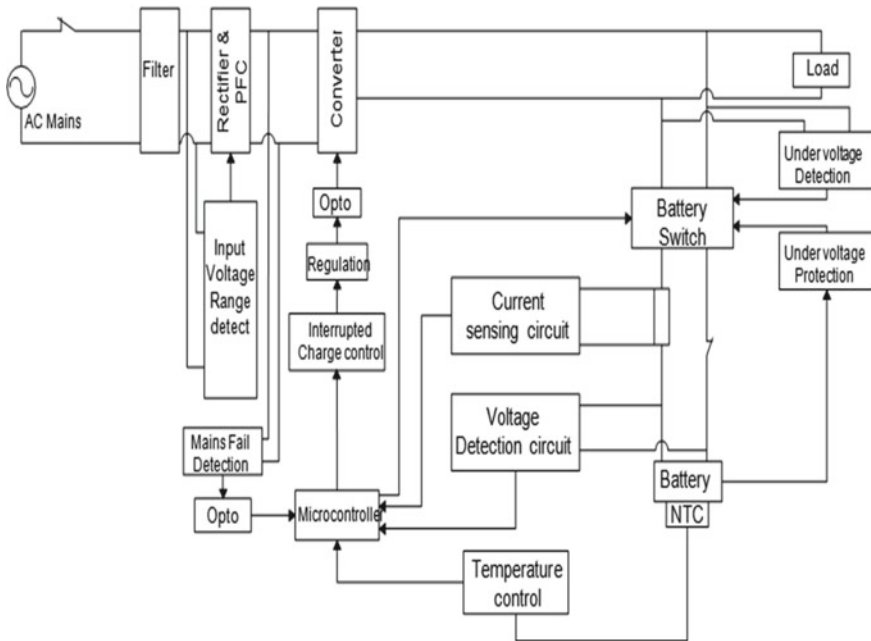 AC Mains
Filter
Rectifier &
PFC
Converter
Load
Under voltage
Detection
Input
Voltage
Range
detect
Opto
Regulation
Interrupted
Charge control
Battery
Switch
Under voltage
Protection
Current
sensing circuit
Voltage
Detection circuit
Mains Fail
Detection
Opto
Microcontroller
Battery
NTC
Temperature
control